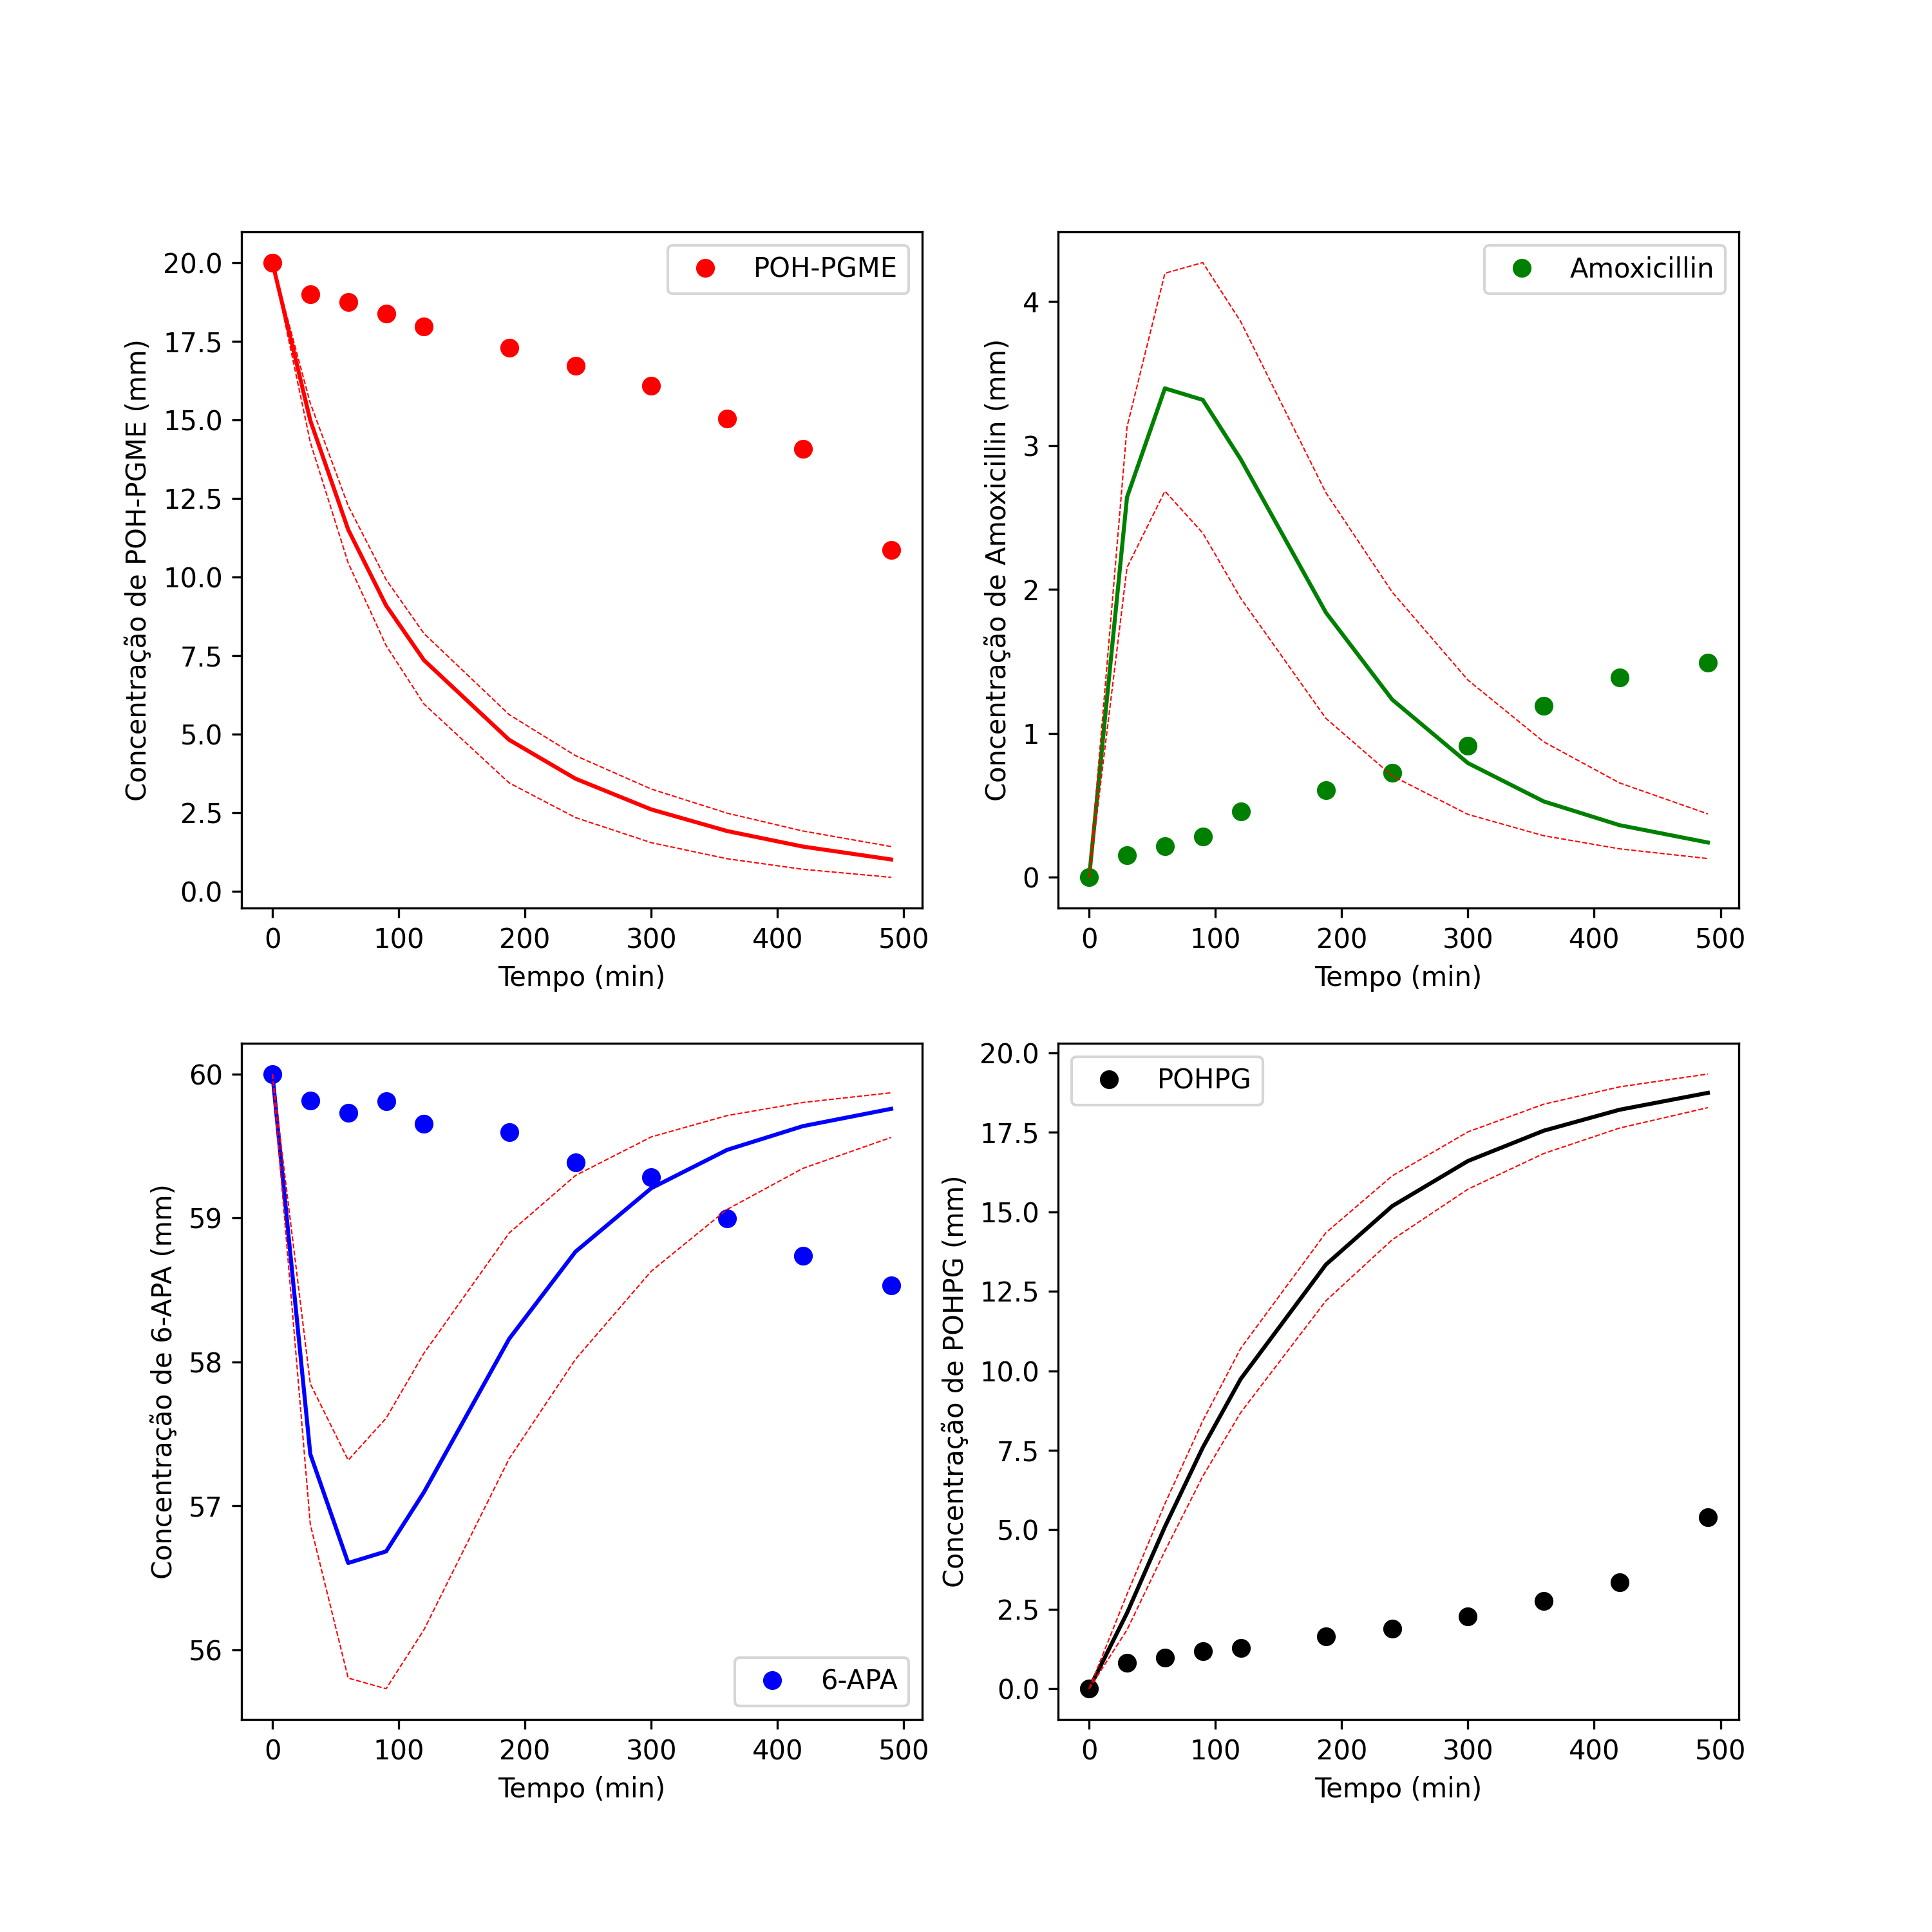 POH-PGME
Concentração de POH-PGME (mm)
20.0
17.5
15.0
12.5
10.0
7.5
5.0
2.5
0.0
0 100 200 300 400 500
Tempo (min)
Amoxicillin
Concentração de Amoxicillin (mm)
4
3
2
1
0
0 100 200 300 400 500
Tempo (min)
6-APA
Concentração de 6-APA (mm)
60
59
58
57
56
0 100 200 300 400 500
Tempo (min)
POHPG
Concentração de POHPG (mm)
20.0
17.5
15.0
12.5
10.0
7.5
5.0
2.5
0.0
0 100 200 300 400 500
Tempo (min)